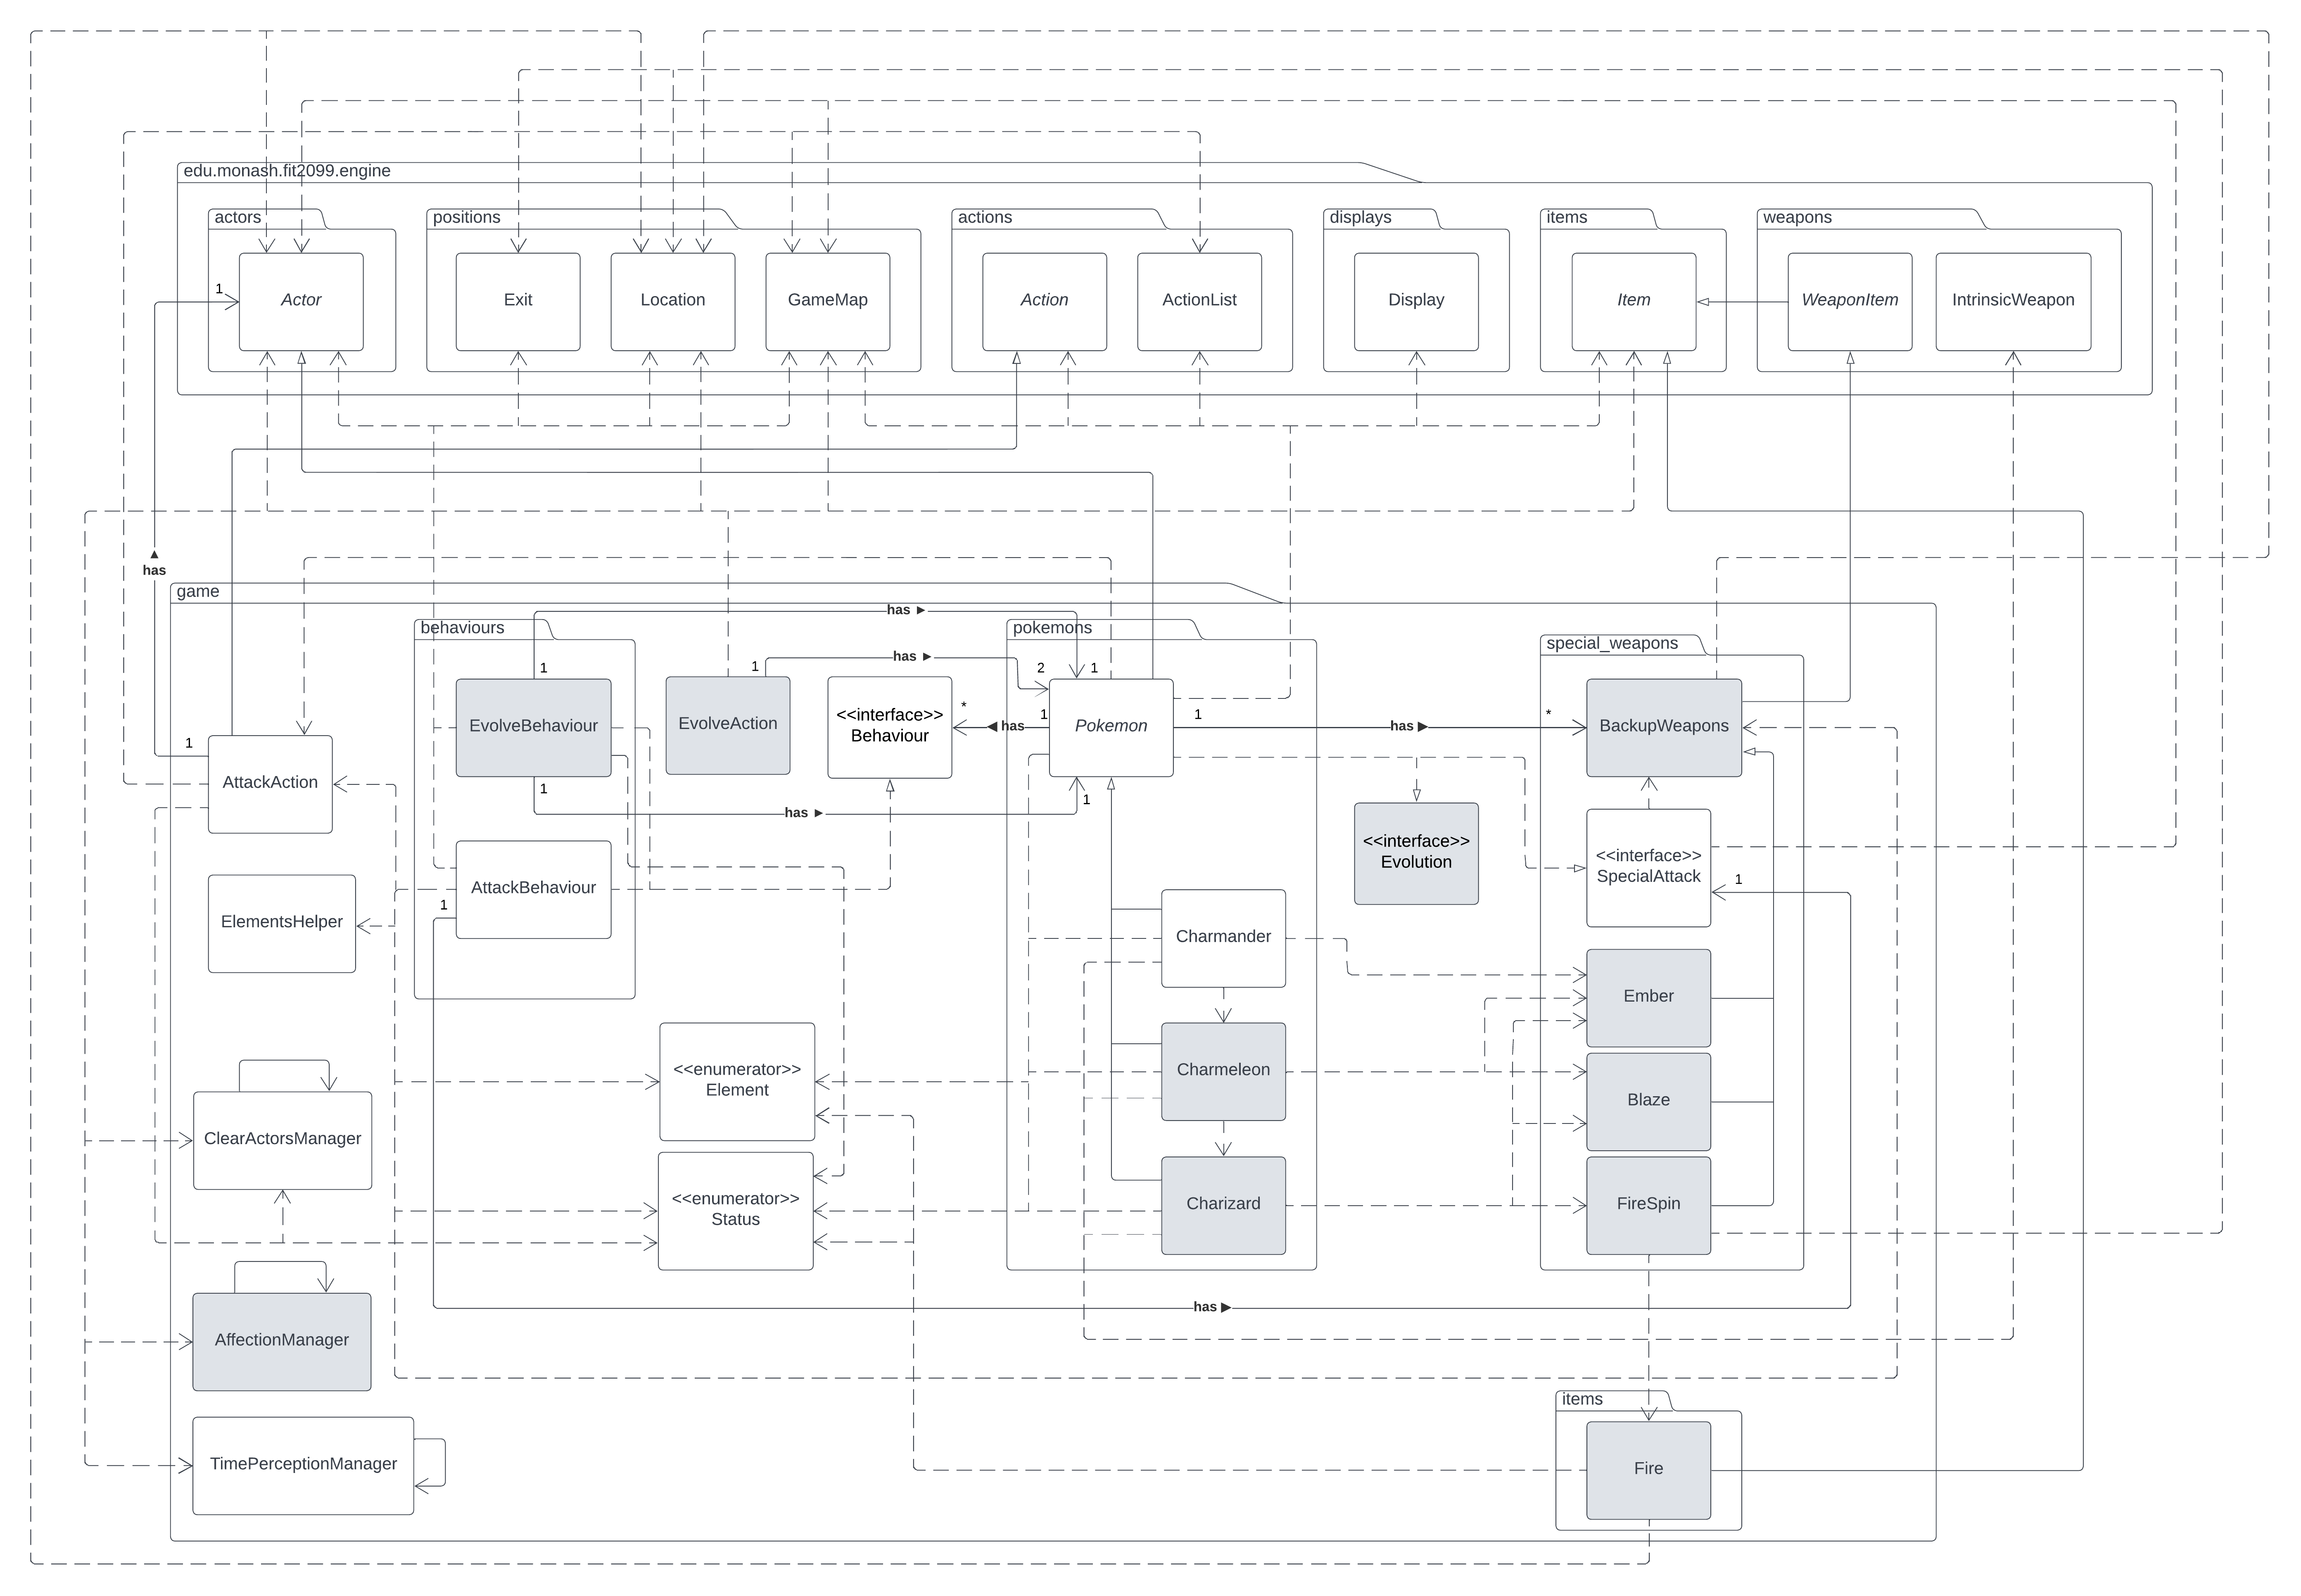 edu.monash.fit2099.engine
actors
positions
actions
displays
items
weapons
1
Actor
Exit
Location
GameMap
Action
ActionList
Display
Item
WeaponItem
IntrinsicWeapon
▲
has
game
has ►
behaviours
pokemons
special_weapons
has ►
1
1
2
1
EvolveBehaviour
EvolveAction
<<interface>>
Behaviour
*
◀ has
1
Pokemon
1
has ▶
*
BackupWeapons
1
AttackAction
1
has ►
1
<<interface>>
Evolution
<<interface>>
SpecialAttack
1
AttackBehaviour
1
ElementsHelper
Charmander
Ember
<<enumerator>>
Element
Charmeleon
Blaze
ClearActorsManager
<<enumerator>>
Status
Charizard
FireSpin
has ▶
AffectionManager
items
TimePerceptionManager
Fire